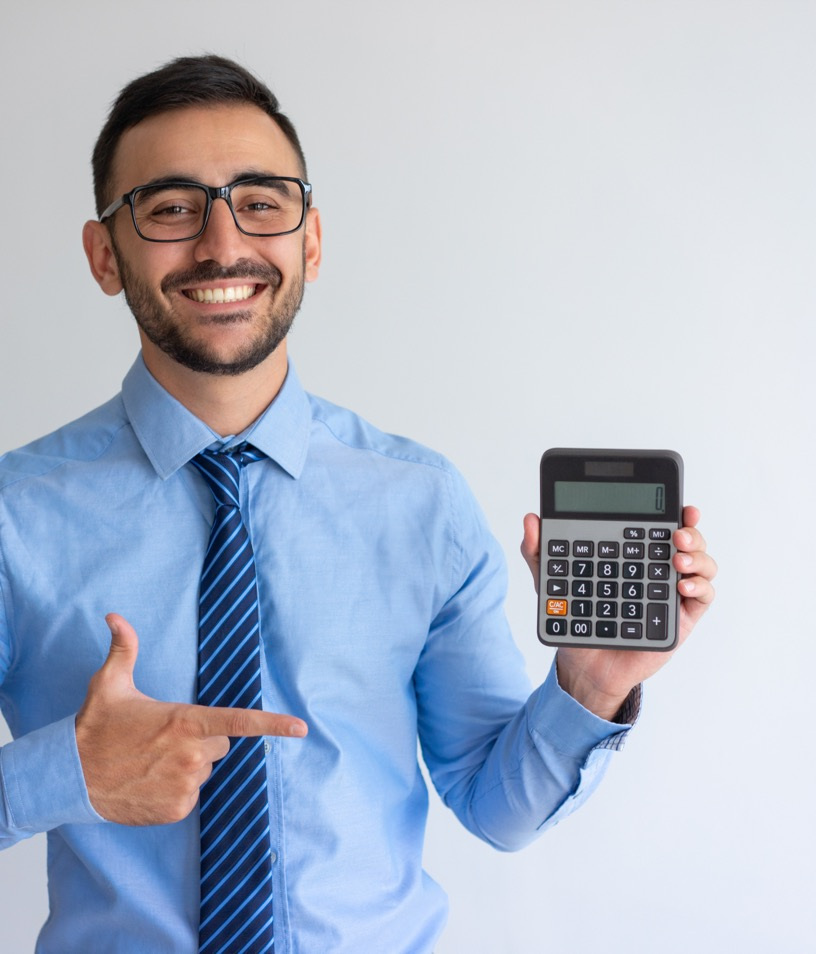 0.
% MU
MC MR M− M+ ÷
+/− 7 8 9 ×
▶ 4 5 6 −
C/AC 1 2 3 +
0 00 · =